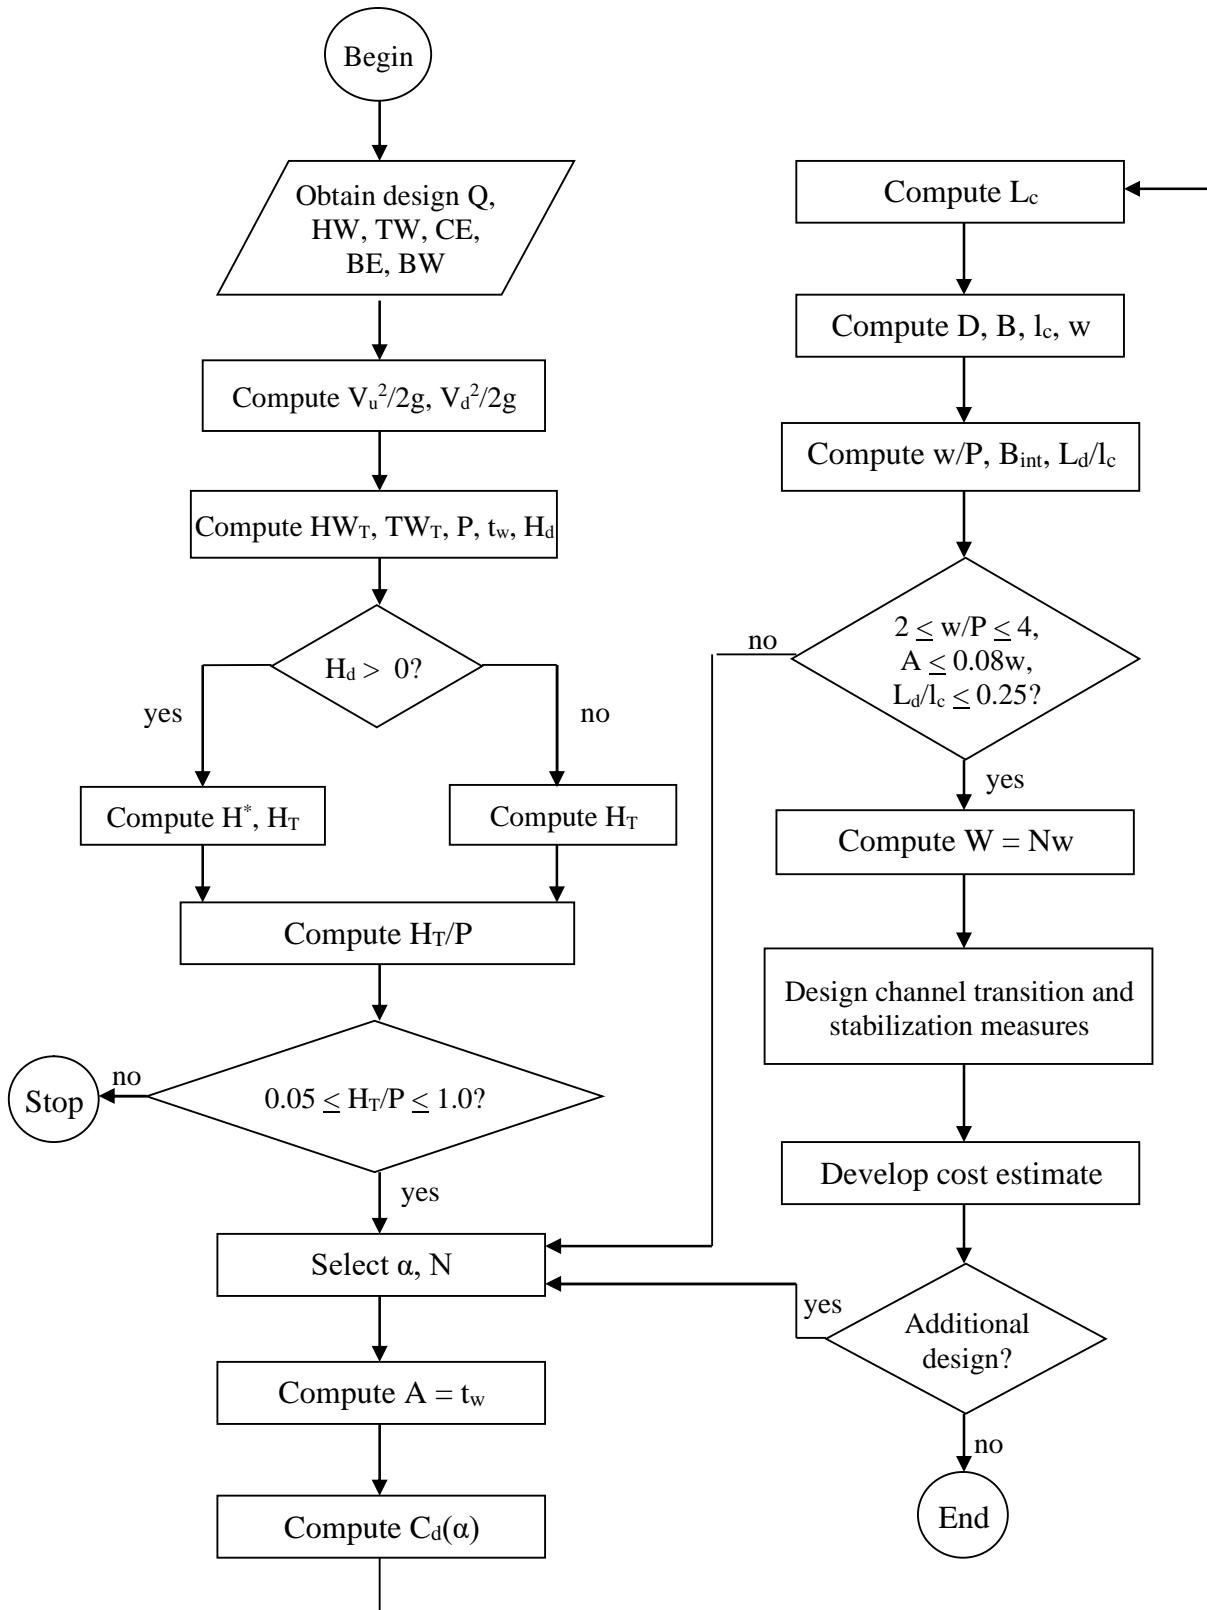 Begin
Obtain design Q,
HW, TW, CE,
BE, BW
Compute Vᵤ²/2g, V_d²/2g
Compute HW_T, TW_T, P, t_w, H_d
H_d > 0?
yes
no
Compute H*, H_T
Compute H_T
Compute H_T/P
0.05 ≤ H_T/P ≤ 1.0?
no
Stop
yes
Select α, N
Compute A = t_w
Compute C_d(α)
Compute L_c
Compute D, B, l_c, w
Compute w/P, B_int, L_d/l_c
2 ≤ w/P ≤ 4,
A ≤ 0.08w,
L_d/l_c ≤ 0.25?
no
yes
Compute W = Nw
Design channel transition and
stabilization measures
Develop cost estimate
Additional
design?
yes
no
End